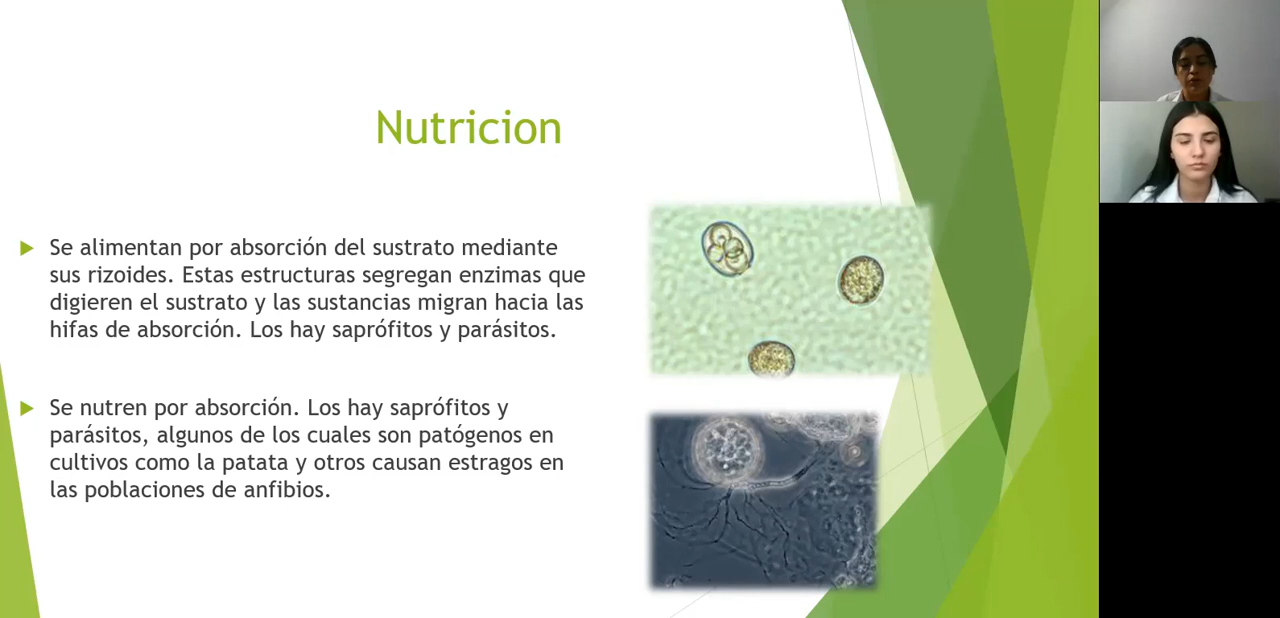 Nutricion
Se alimentan por absorción del sustrato mediante
sus rizoides. Estas estructuras segregan enzimas que
digieren el sustrato y las sustancias migran hacia las
hifas de absorción. Los hay saprófitos y parásitos.
Se nutren por absorción. Los hay saprófitos y
parásitos, algunos de los cuales son patógenos en
cultivos como la patata y otros causan estragos en
las poblaciones de anfibios.